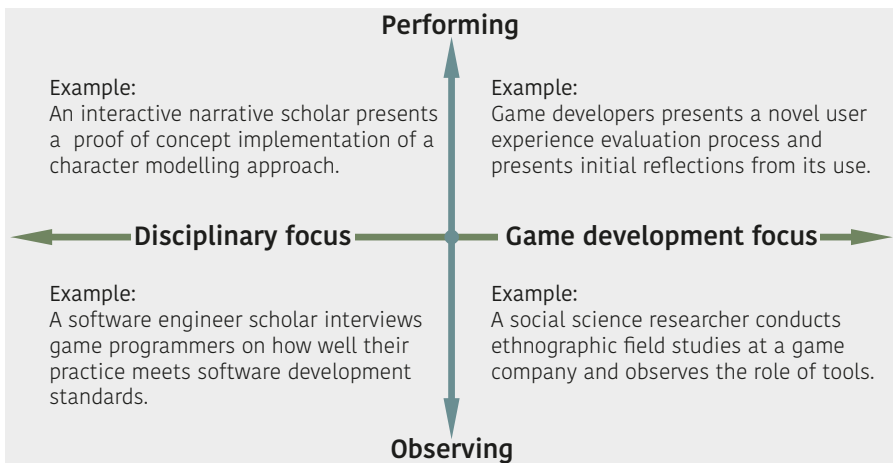 Performing
Example:
An interactive narrative scholar presents
a proof of concept implementation of a
character modelling approach.
Example:
Game developers presents a novel user
experience evaluation process and
presents initial reflections from its use.
Disciplinary focus
Game development focus
Example:
A software engineer scholar interviews
game programmers on how well their
practice meets software development
standards.
Example:
A social science researcher conducts
ethnographic field studies at a game
company and observes the role of tools.
Observing